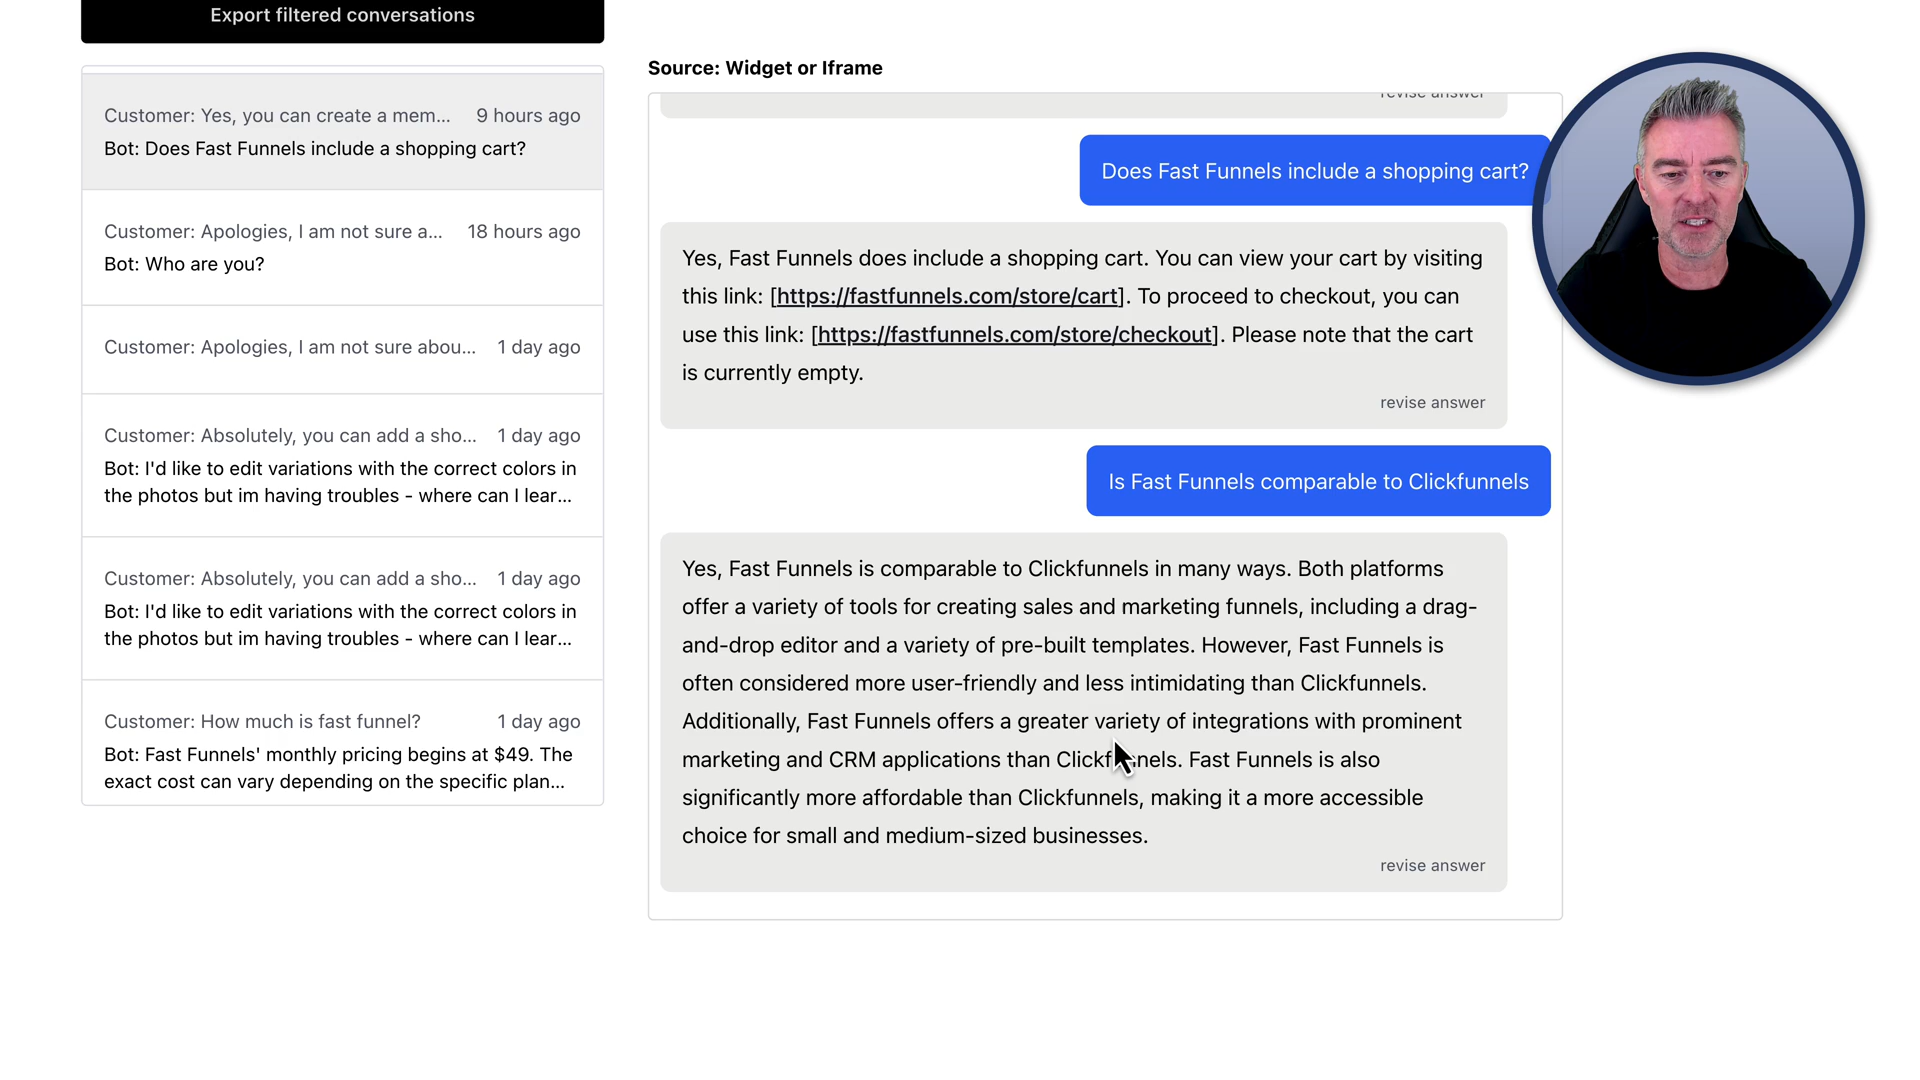 Export filtered conversations
Customer: Yes, you can create a mem... 9 hours ago
Bot: Does Fast Funnels include a shopping cart?
Customer: Apologies, I am not sure a... 18 hours ago
Bot: Who are you?
Customer: Apologies, I am not sure abou... 1 day ago
Customer: Absolutely, you can add a sho... 1 day ago
Bot: I'd like to edit variations with the correct colors in
the photos but im having troubles - where can I lear...
Customer: Absolutely, you can add a sho... 1 day ago
Bot: I'd like to edit variations with the correct colors in
the photos but im having troubles - where can I lear...
Customer: How much is fast funnel? 1 day ago
Bot: Fast Funnels' monthly pricing begins at $49. The
exact cost can vary depending on the specific plan...
Source: Widget or Iframe
revise answer
Does Fast Funnels include a shopping cart?
Yes, Fast Funnels does include a shopping cart. You can view your cart by visiting
this link: [https://fastfunnels.com/store/cart]. To proceed to checkout, you can
use this link: [https://fastfunnels.com/store/checkout]. Please note that the cart
is currently empty.
revise answer
Is Fast Funnels comparable to Clickfunnels
Yes, Fast Funnels is comparable to Clickfunnels in many ways. Both platforms
offer a variety of tools for creating sales and marketing funnels, including a drag-
and-drop editor and a variety of pre-built templates. However, Fast Funnels is
often considered more user-friendly and less intimidating than Clickfunnels.
Additionally, Fast Funnels offers a greater variety of integrations with prominent
marketing and CRM applications than Clickfunnels. Fast Funnels is also
significantly more affordable than Clickfunnels, making it a more accessible
choice for small and medium-sized businesses.
revise answer